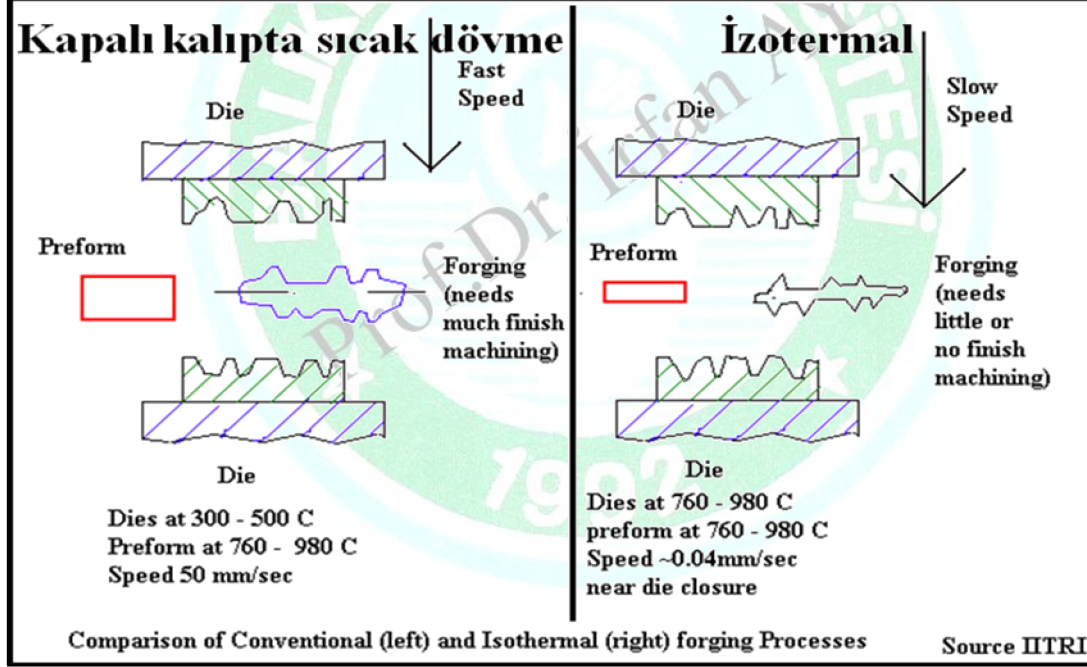 Kapalı kalıpta sıcak dövme
Fast
Speed
Die
Preform
Forging
(needs
much finish
machining)
Die
Dies at 300 - 500 C
Preform at 760 - 980 C
Speed 50 mm/sec
İzotermal
Slow
Speed
Die
Preform
Forging
(needs
little or
no finish
machining)
Die
Dies at 760 - 980 C
preform at 760 - 980 C
Speed ~0.04mm/sec
near die closure
Comparison of Conventional (left) and Isothermal (right) forging Processes
Source IITRI
Prof.Dr. İrfan AY
1992